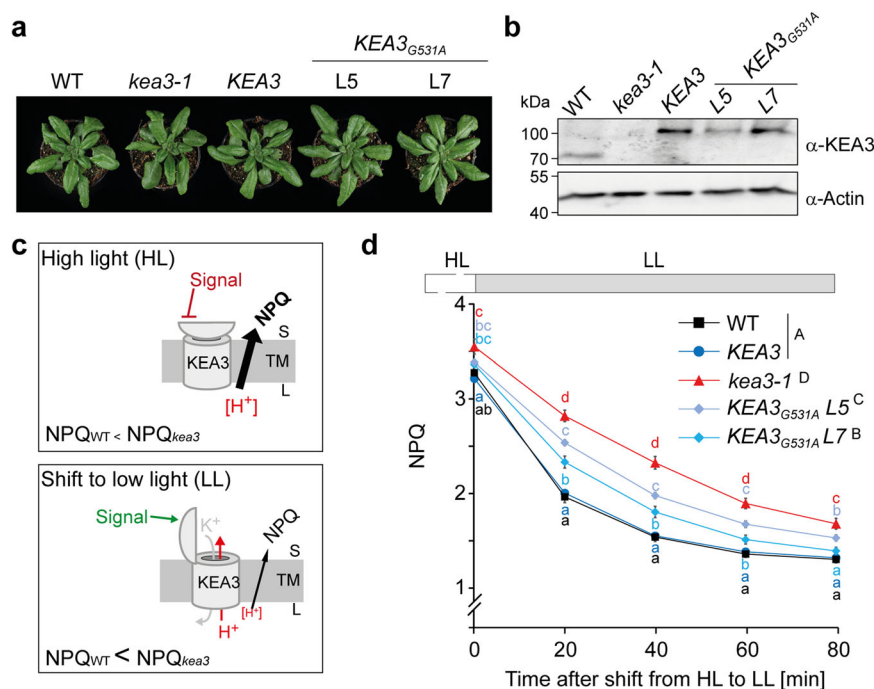 a
KEA3G531A
WT kea3-1 KEA3 L5 L7
b
KEA3G531A
kDa WT kea3-1 KEA3 L5 L7
100
70
α-KEA3
55
40
α-Actin
c
High light (HL)
Signal
NPQ
S
KEA3 TM
L
[H+]
NPQWT < NPQkea3
Shift to low light (LL)
Signal K+ NPQ
S
KEA3 TM
[H+] L
H+
NPQWT < NPQkea3
d
HL LL
4
3
2
1
NPQ
WT
KEA3
A
kea3-1 D
KEA3G531A L5 C
KEA3G531A L7 B
c
bc
bc
a
ab
d
c
b
a
a
d
c
b
a
a
d
c
b
a
a
c
b
a
a
a
0 20 40 60 80
Time after shift from HL to LL [min]